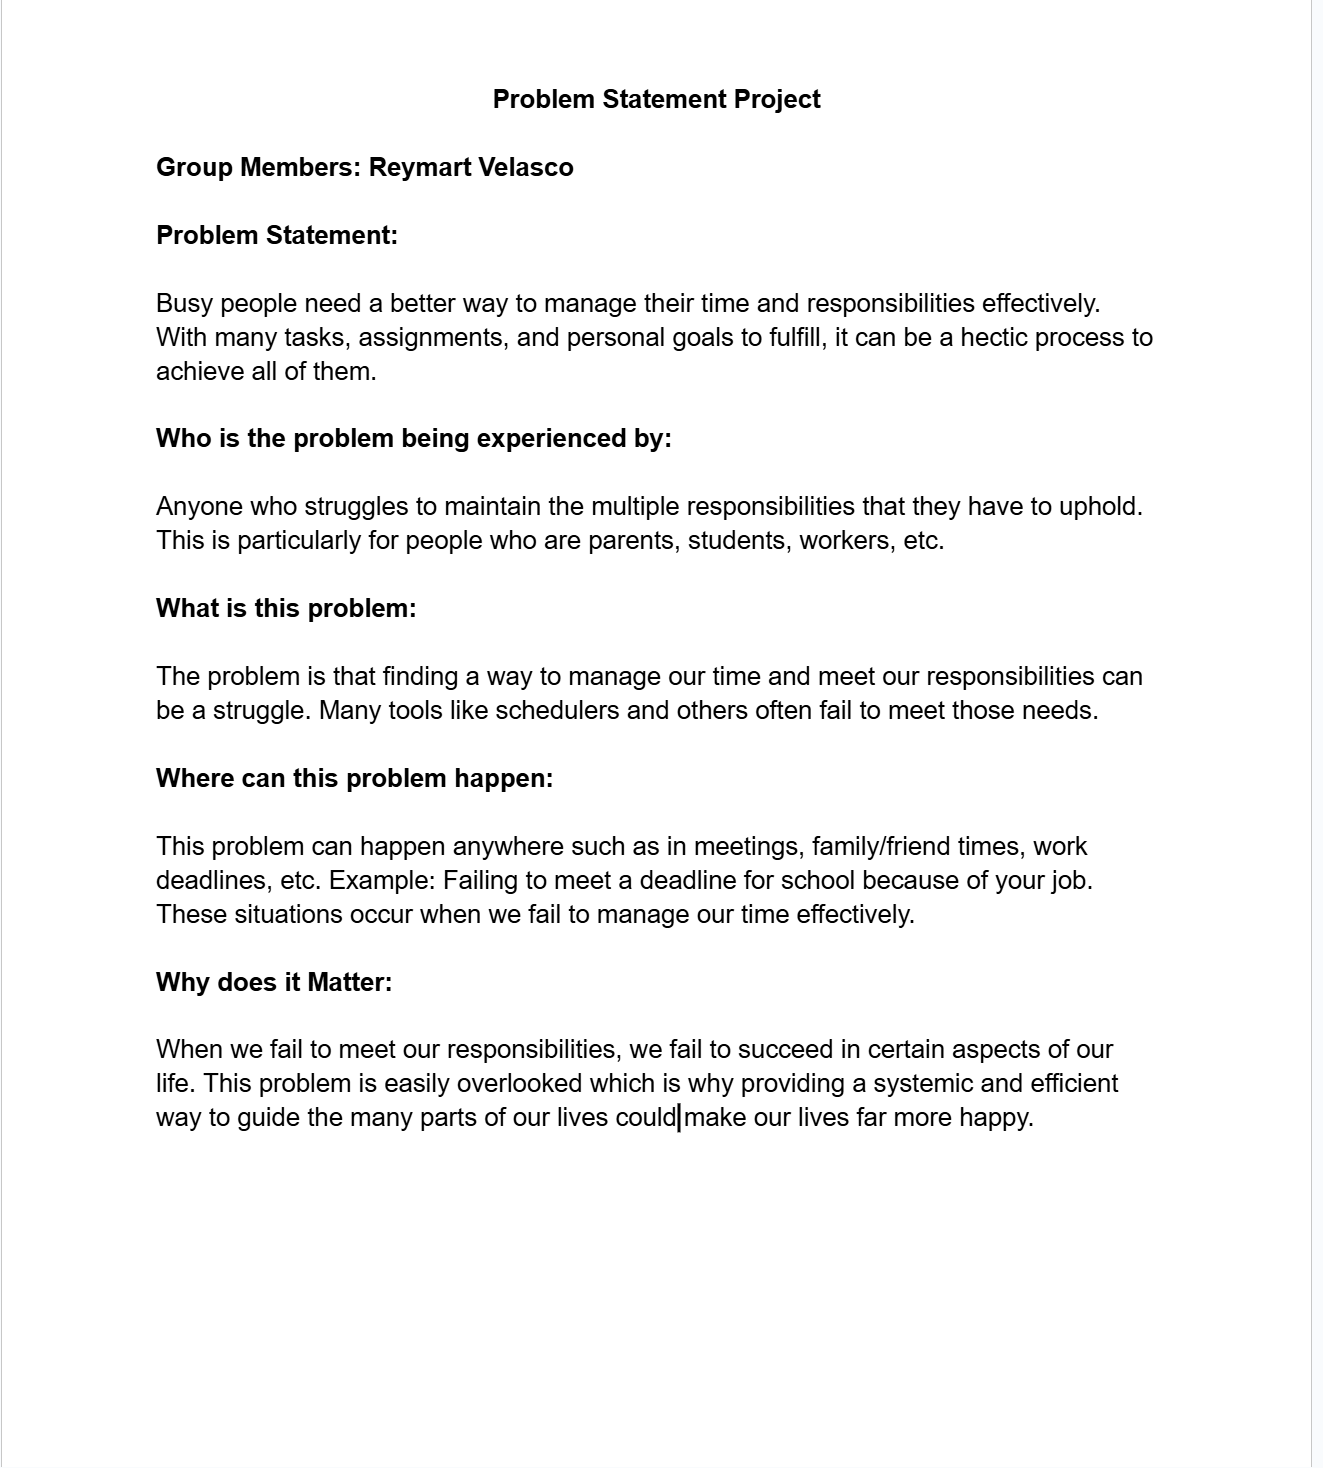 Problem Statement Project
Group Members: Reymart Velasco
Problem Statement:
Busy people need a better way to manage their time and responsibilities effectively.
With many tasks, assignments, and personal goals to fulfill, it can be a hectic process to
achieve all of them.
Who is the problem being experienced by:
Anyone who struggles to maintain the multiple responsibilities that they have to uphold.
This is particularly for people who are parents, students, workers, etc.
What is this problem:
The problem is that finding a way to manage our time and meet our responsibilities can
be a struggle. Many tools like schedulers and others often fail to meet those needs.
Where can this problem happen:
This problem can happen anywhere such as in meetings, family/friend times, work
deadlines, etc. Example: Failing to meet a deadline for school because of your job.
These situations occur when we fail to manage our time effectively.
Why does it Matter:
When we fail to meet our responsibilities, we fail to succeed in certain aspects of our
life. This problem is easily overlooked which is why providing a systemic and efficient
way to guide the many parts of our lives could make our lives far more happy.